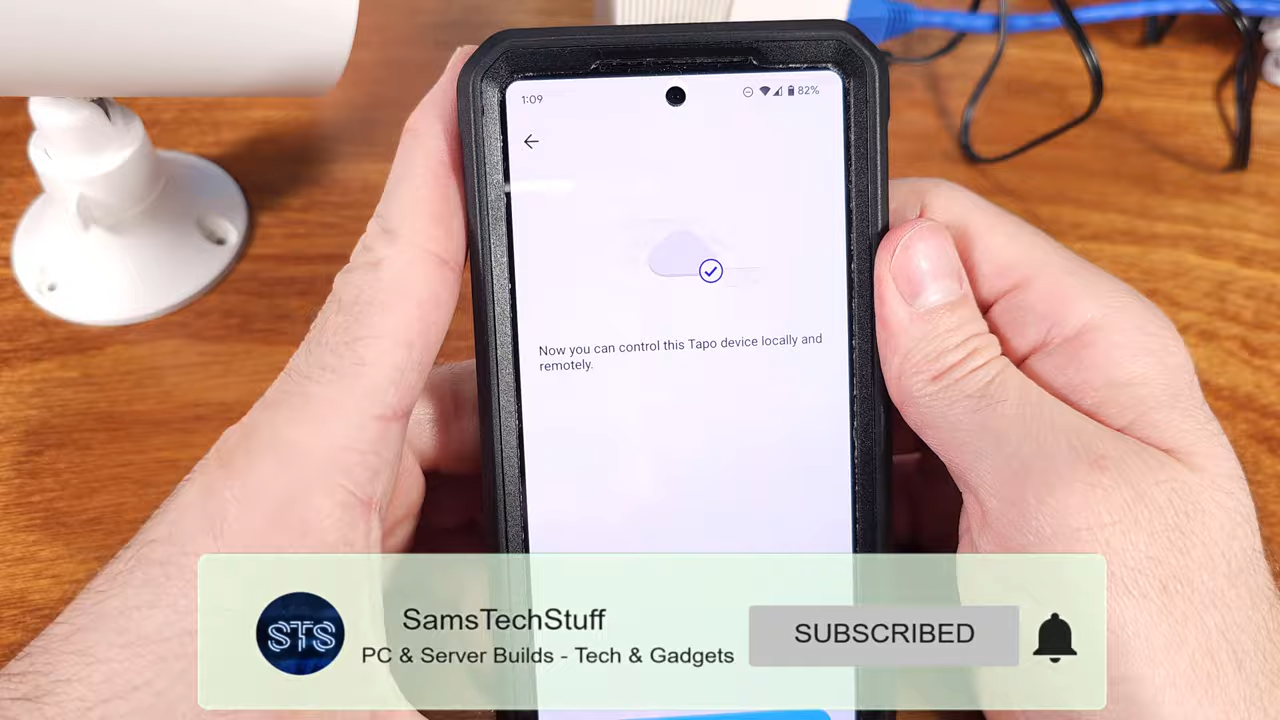 1:09
82%
Now you can control this Tapo device locally and
remotely.
STS
SamsTechStuff
SUBSCRIBED
PC & Server Builds - Tech & Gadgets